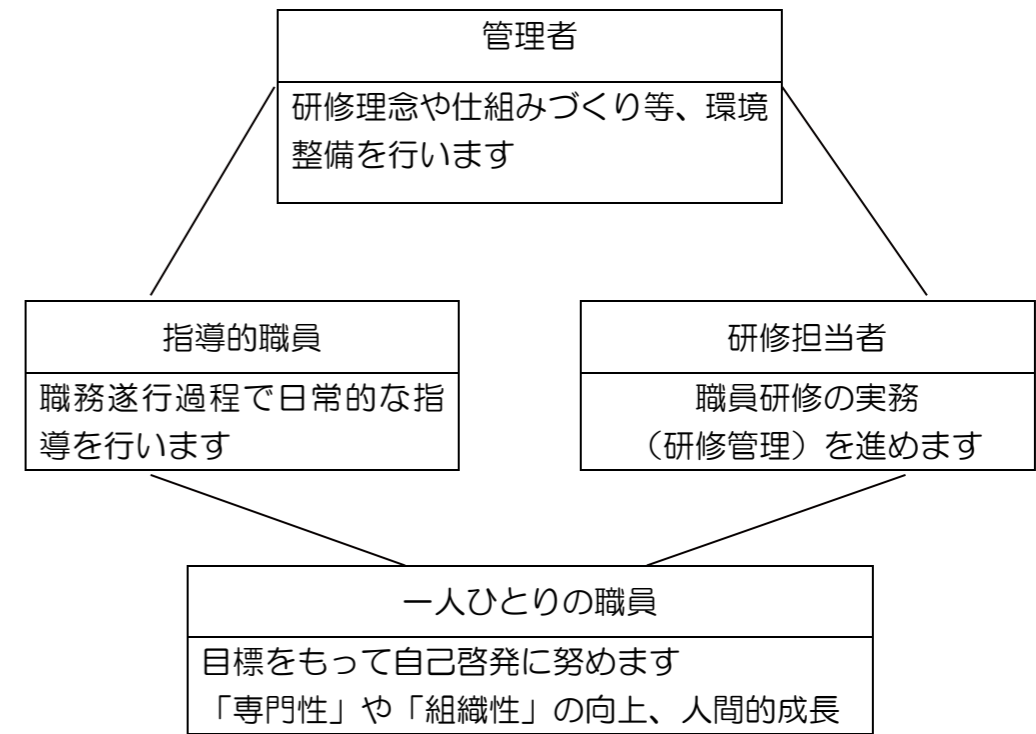 管理者
研修理念や仕組みづくり等、環境
整備を行います
指導的職員
職務遂行過程で日常的な指
導を行います
研修担当者
職員研修の実務
（研修管理）を進めます
一人ひとりの職員
目標をもって自己啓発に努めます
「専門性」や「組織性」の向上、人間的成長